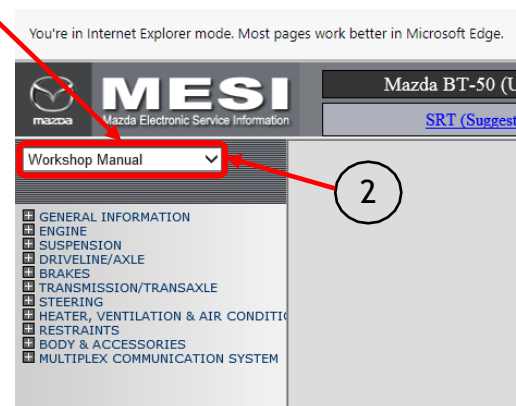 You're in Internet Explorer mode. Most pages work better in Microsoft Edge.
MESI
mazda
Mazda Electronic Service Information
Mazda BT-50 (U
SRT (Suggest
Workshop Manual
2
GENERAL INFORMATION
ENGINE
SUSPENSION
DRIVELINE/AXLE
BRAKES
TRANSMISSION/TRANSAXLE
STEERING
HEATER, VENTILATION & AIR CONDITI
RESTRAINTS
BODY & ACCESSORIES
MULTIPLEX COMMUNICATION SYSTEM